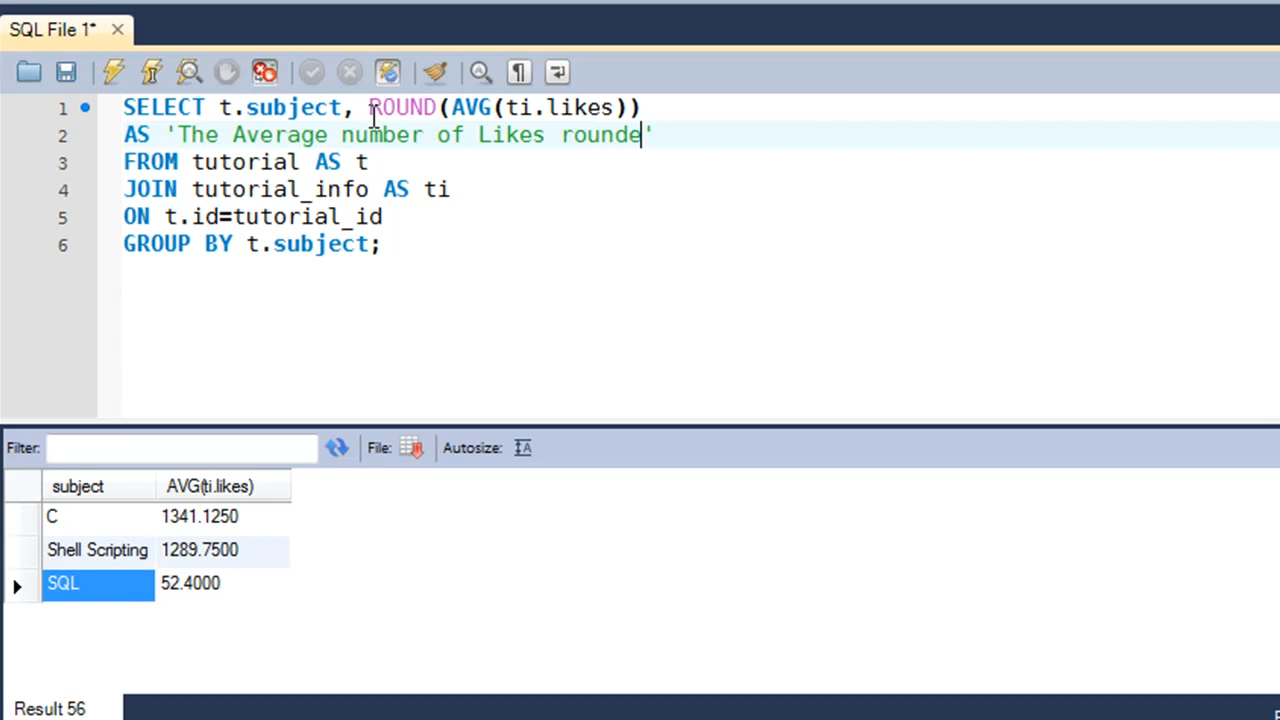 SQL File 1*
1 SELECT t.subject, ROUND(AVG(ti.likes))
2 AS 'The Average number of Likes rounde'
3 FROM tutorial AS t
4 JOIN tutorial_info AS ti
5 ON t.id=tutorial_id
6 GROUP BY t.subject;
Filter: File: Autosize:
subject AVG(ti.likes)
C 1341.1250
Shell Scripting 1289.7500
SQL 52.4000
Result 56